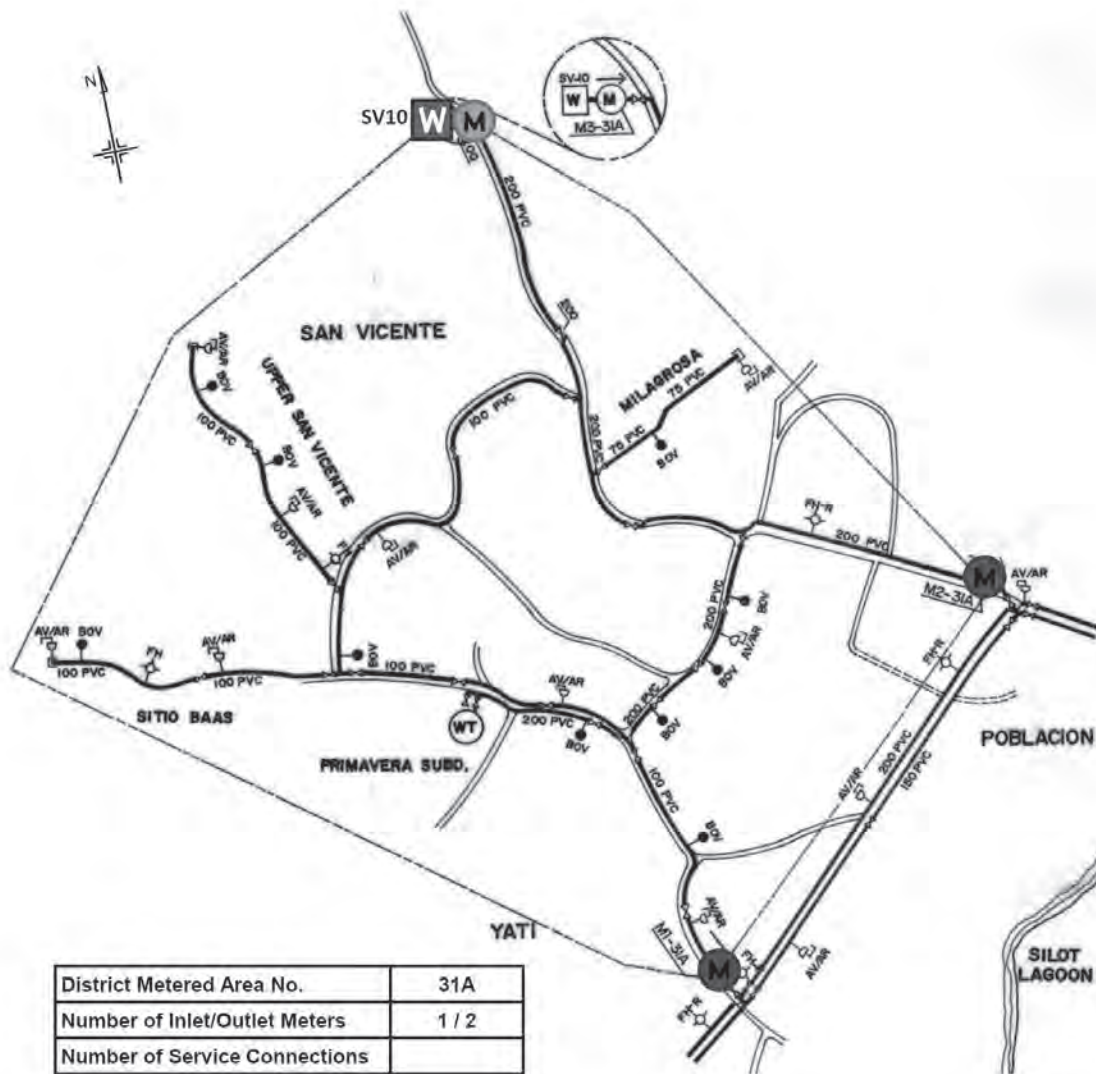 N
SV10 W M
SV-10
W M
M3-31A
200 PVC
200
SAN VICENTE
AV/AR
BOV
100 PVC
UPPER SAN VICENTE
BOV
AV/AR
100 PVC
100 PVC
MILAGROSA
75 PVC
75 PVC
AV/AR
BOV
200 PVC
FH-R
200 PVC
M
M2-31A
AV/AR
FH-R
AV/AR
200 PVC
BOV
AV/AR
BOV
200 PVC
BOV
AV/AR
BOV
FH
AV/AR
100 PVC
100 PVC
BOV
100 PVC
SITIO BAAS
WT
AV/AR
200 PVC
BOV
PRIMAVERA SUBD.
100 PVC
BOV
POBLACION
AV/AR
200 PVC
150 PVC
YATI
M1-31A
AV/AR
M
FH-R
AV/AR
SILOT
LAGOON
District Metered Area No. 31A
Number of Inlet/Outlet Meters 1 / 2
Number of Service Connections